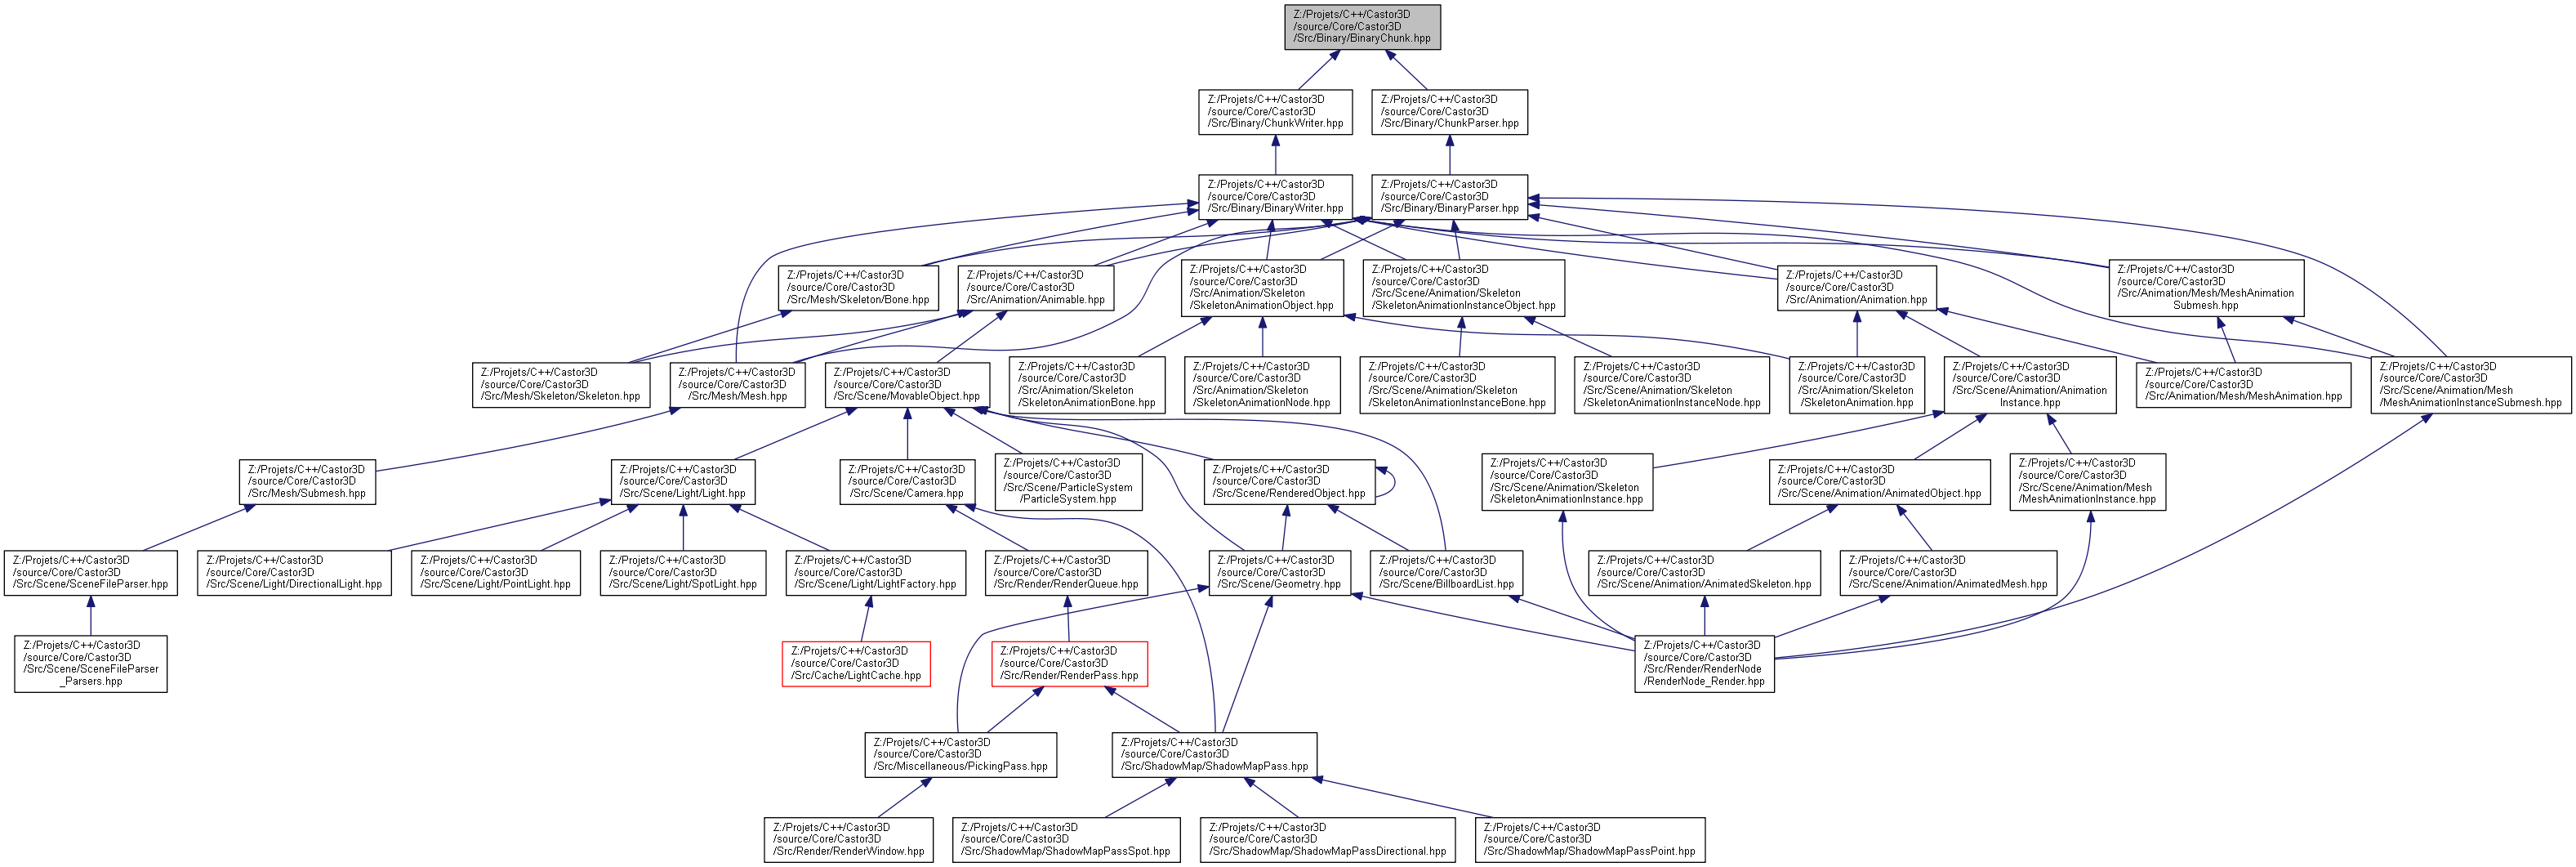 Z:/Projets/C++/Castor3D
/source/Core/Castor3D
/Src/Binary/BinaryChunk.hpp
Z:/Projets/C++/Castor3D
/source/Core/Castor3D
/Src/Binary/ChunkWriter.hpp
Z:/Projets/C++/Castor3D
/source/Core/Castor3D
/Src/Binary/ChunkParser.hpp
Z:/Projets/C++/Castor3D
/source/Core/Castor3D
/Src/Binary/BinaryWriter.hpp
Z:/Projets/C++/Castor3D
/source/Core/Castor3D
/Src/Binary/BinaryParser.hpp
Z:/Projets/C++/Castor3D
/source/Core/Castor3D
/Src/Mesh/Skeleton/Bone.hpp
Z:/Projets/C++/Castor3D
/source/Core/Castor3D
/Src/Animation/Animable.hpp
Z:/Projets/C++/Castor3D
/source/Core/Castor3D
/Src/Animation/Skeleton
/SkeletonAnimationObject.hpp
Z:/Projets/C++/Castor3D
/source/Core/Castor3D
/Src/Scene/Animation/Skeleton
/SkeletonAnimationInstanceObject.hpp
Z:/Projets/C++/Castor3D
/source/Core/Castor3D
/Src/Animation/Animation.hpp
Z:/Projets/C++/Castor3D
/source/Core/Castor3D
/Src/Animation/Mesh/MeshAnimation
Submesh.hpp
Z:/Projets/C++/Castor3D
/source/Core/Castor3D
/Src/Mesh/Skeleton/Skeleton.hpp
Z:/Projets/C++/Castor3D
/source/Core/Castor3D
/Src/Mesh/Mesh.hpp
Z:/Projets/C++/Castor3D
/source/Core/Castor3D
/Src/Scene/MovableObject.hpp
Z:/Projets/C++/Castor3D
/source/Core/Castor3D
/Src/Animation/Skeleton
/SkeletonAnimationBone.hpp
Z:/Projets/C++/Castor3D
/source/Core/Castor3D
/Src/Animation/Skeleton
/SkeletonAnimationNode.hpp
Z:/Projets/C++/Castor3D
/source/Core/Castor3D
/Src/Scene/Animation/Skeleton
/SkeletonAnimationInstanceBone.hpp
Z:/Projets/C++/Castor3D
/source/Core/Castor3D
/Src/Scene/Animation/Skeleton
/SkeletonAnimationInstanceNode.hpp
Z:/Projets/C++/Castor3D
/source/Core/Castor3D
/Src/Animation/Skeleton
/SkeletonAnimation.hpp
Z:/Projets/C++/Castor3D
/source/Core/Castor3D
/Src/Scene/Animation/Animation
Instance.hpp
Z:/Projets/C++/Castor3D
/source/Core/Castor3D
/Src/Animation/Mesh/MeshAnimation.hpp
Z:/Projets/C++/Castor3D
/source/Core/Castor3D
/Src/Scene/Animation/Mesh
/MeshAnimationInstanceSubmesh.hpp
Z:/Projets/C++/Castor3D
/source/Core/Castor3D
/Src/Mesh/Submesh.hpp
Z:/Projets/C++/Castor3D
/source/Core/Castor3D
/Src/Scene/Light/Light.hpp
Z:/Projets/C++/Castor3D
/source/Core/Castor3D
/Src/Scene/Camera.hpp
Z:/Projets/C++/Castor3D
/source/Core/Castor3D
/Src/Scene/ParticleSystem
/ParticleSystem.hpp
Z:/Projets/C++/Castor3D
/source/Core/Castor3D
/Src/Scene/RenderedObject.hpp
Z:/Projets/C++/Castor3D
/source/Core/Castor3D
/Src/Scene/Animation/Skeleton
/SkeletonAnimationInstance.hpp
Z:/Projets/C++/Castor3D
/source/Core/Castor3D
/Src/Scene/Animation/AnimatedObject.hpp
Z:/Projets/C++/Castor3D
/source/Core/Castor3D
/Src/Scene/Animation/Mesh
/MeshAnimationInstance.hpp
Z:/Projets/C++/Castor3D
/source/Core/Castor3D
/Src/Scene/SceneFileParser.hpp
Z:/Projets/C++/Castor3D
/source/Core/Castor3D
/Src/Scene/Light/DirectionalLight.hpp
Z:/Projets/C++/Castor3D
/source/Core/Castor3D
/Src/Scene/Light/PointLight.hpp
Z:/Projets/C++/Castor3D
/source/Core/Castor3D
/Src/Scene/Light/SpotLight.hpp
Z:/Projets/C++/Castor3D
/source/Core/Castor3D
/Src/Scene/Light/LightFactory.hpp
Z:/Projets/C++/Castor3D
/source/Core/Castor3D
/Src/Render/RenderQueue.hpp
Z:/Projets/C++/Castor3D
/source/Core/Castor3D
/Src/Scene/Geometry.hpp
Z:/Projets/C++/Castor3D
/source/Core/Castor3D
/Src/Scene/BillboardList.hpp
Z:/Projets/C++/Castor3D
/source/Core/Castor3D
/Src/Scene/Animation/AnimatedSkeleton.hpp
Z:/Projets/C++/Castor3D
/source/Core/Castor3D
/Src/Scene/Animation/AnimatedMesh.hpp
Z:/Projets/C++/Castor3D
/source/Core/Castor3D
/Src/Scene/SceneFileParser
_Parsers.hpp
Z:/Projets/C++/Castor3D
/source/Core/Castor3D
/Src/Cache/LightCache.hpp
Z:/Projets/C++/Castor3D
/source/Core/Castor3D
/Src/Render/RenderPass.hpp
Z:/Projets/C++/Castor3D
/source/Core/Castor3D
/Src/Render/RenderNode
/RenderNode_Render.hpp
Z:/Projets/C++/Castor3D
/source/Core/Castor3D
/Src/Miscellaneous/PickingPass.hpp
Z:/Projets/C++/Castor3D
/source/Core/Castor3D
/Src/ShadowMap/ShadowMapPass.hpp
Z:/Projets/C++/Castor3D
/source/Core/Castor3D
/Src/Render/RenderWindow.hpp
Z:/Projets/C++/Castor3D
/source/Core/Castor3D
/Src/ShadowMap/ShadowMapPassSpot.hpp
Z:/Projets/C++/Castor3D
/source/Core/Castor3D
/Src/ShadowMap/ShadowMapPassDirectional.hpp
Z:/Projets/C++/Castor3D
/source/Core/Castor3D
/Src/ShadowMap/ShadowMapPassPoint.hpp